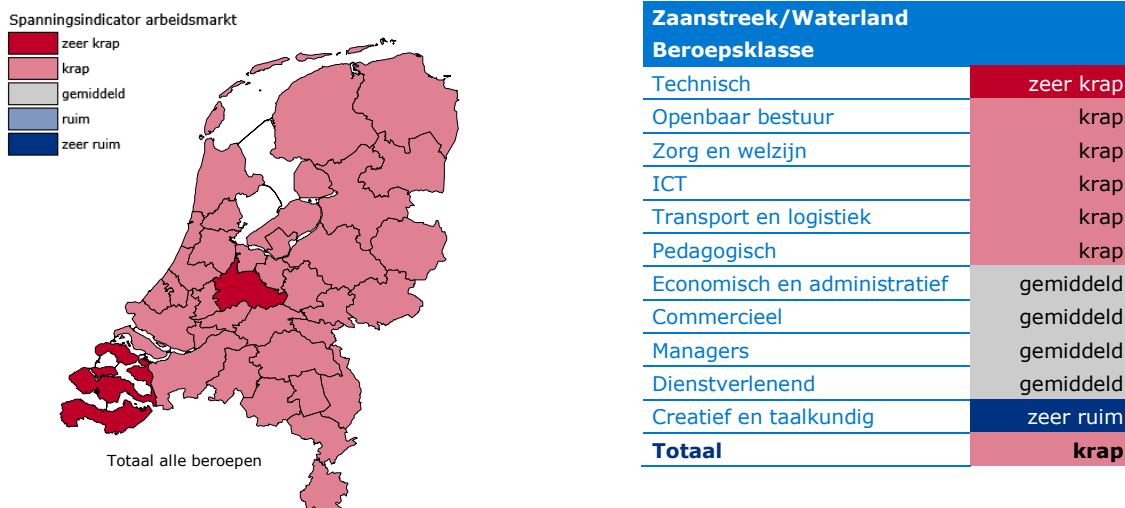 Spanningsindicator arbeidsmarkt
zeer krap
krap
gemiddeld
ruim
zeer ruim
Totaal alle beroepen
Zaanstreek/Waterland
Beroepsklasse
Technisch zeer krap
Openbaar bestuur krap
Zorg en welzijn krap
ICT krap
Transport en logistiek krap
Pedagogisch krap
Economisch en administratief gemiddeld
Commercieel gemiddeld
Managers gemiddeld
Dienstverlenend gemiddeld
Creatief en taalkundig zeer ruim
Totaal krap